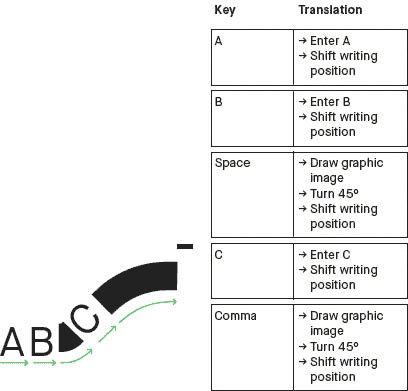 Key Translation
A → Enter A
→ Shift writing
position
B → Enter B
→ Shift writing
position
Space → Draw graphic
image
→ Turn 45°
→ Shift writing
position
C → Enter C
→ Shift writing
position
Comma → Draw graphic
image
→ Turn 45°
→ Shift writing
position
AB C